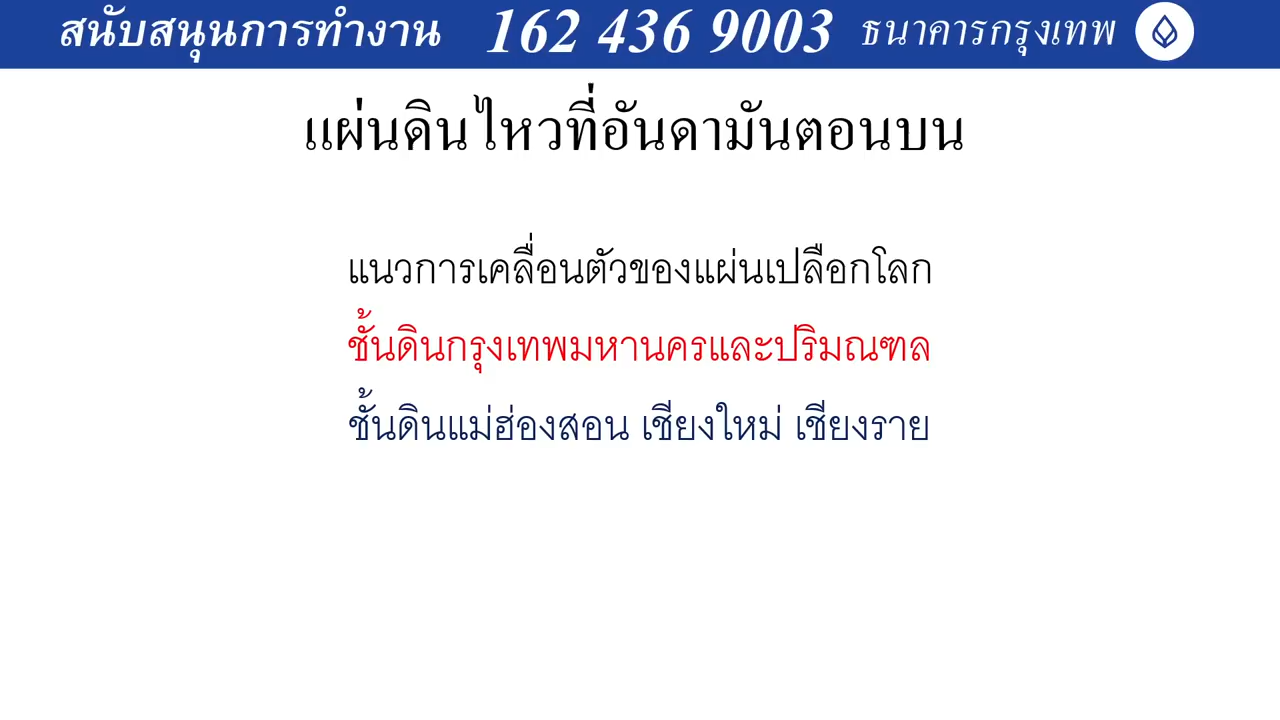 สนับสนุนการทำงาน 162 436 9003 ธนาคารกรุงเทพ
แผ่นดินไหวที่อันดามันตอนบน
แนวการเคลื่อนตัวของแผ่นเปลือกโลก
ชั้นดินกรุงเทพมหานครและปริมณฑล
ชั้นดินแม่ฮ่องสอน เชียงใหม่ เชียงราย